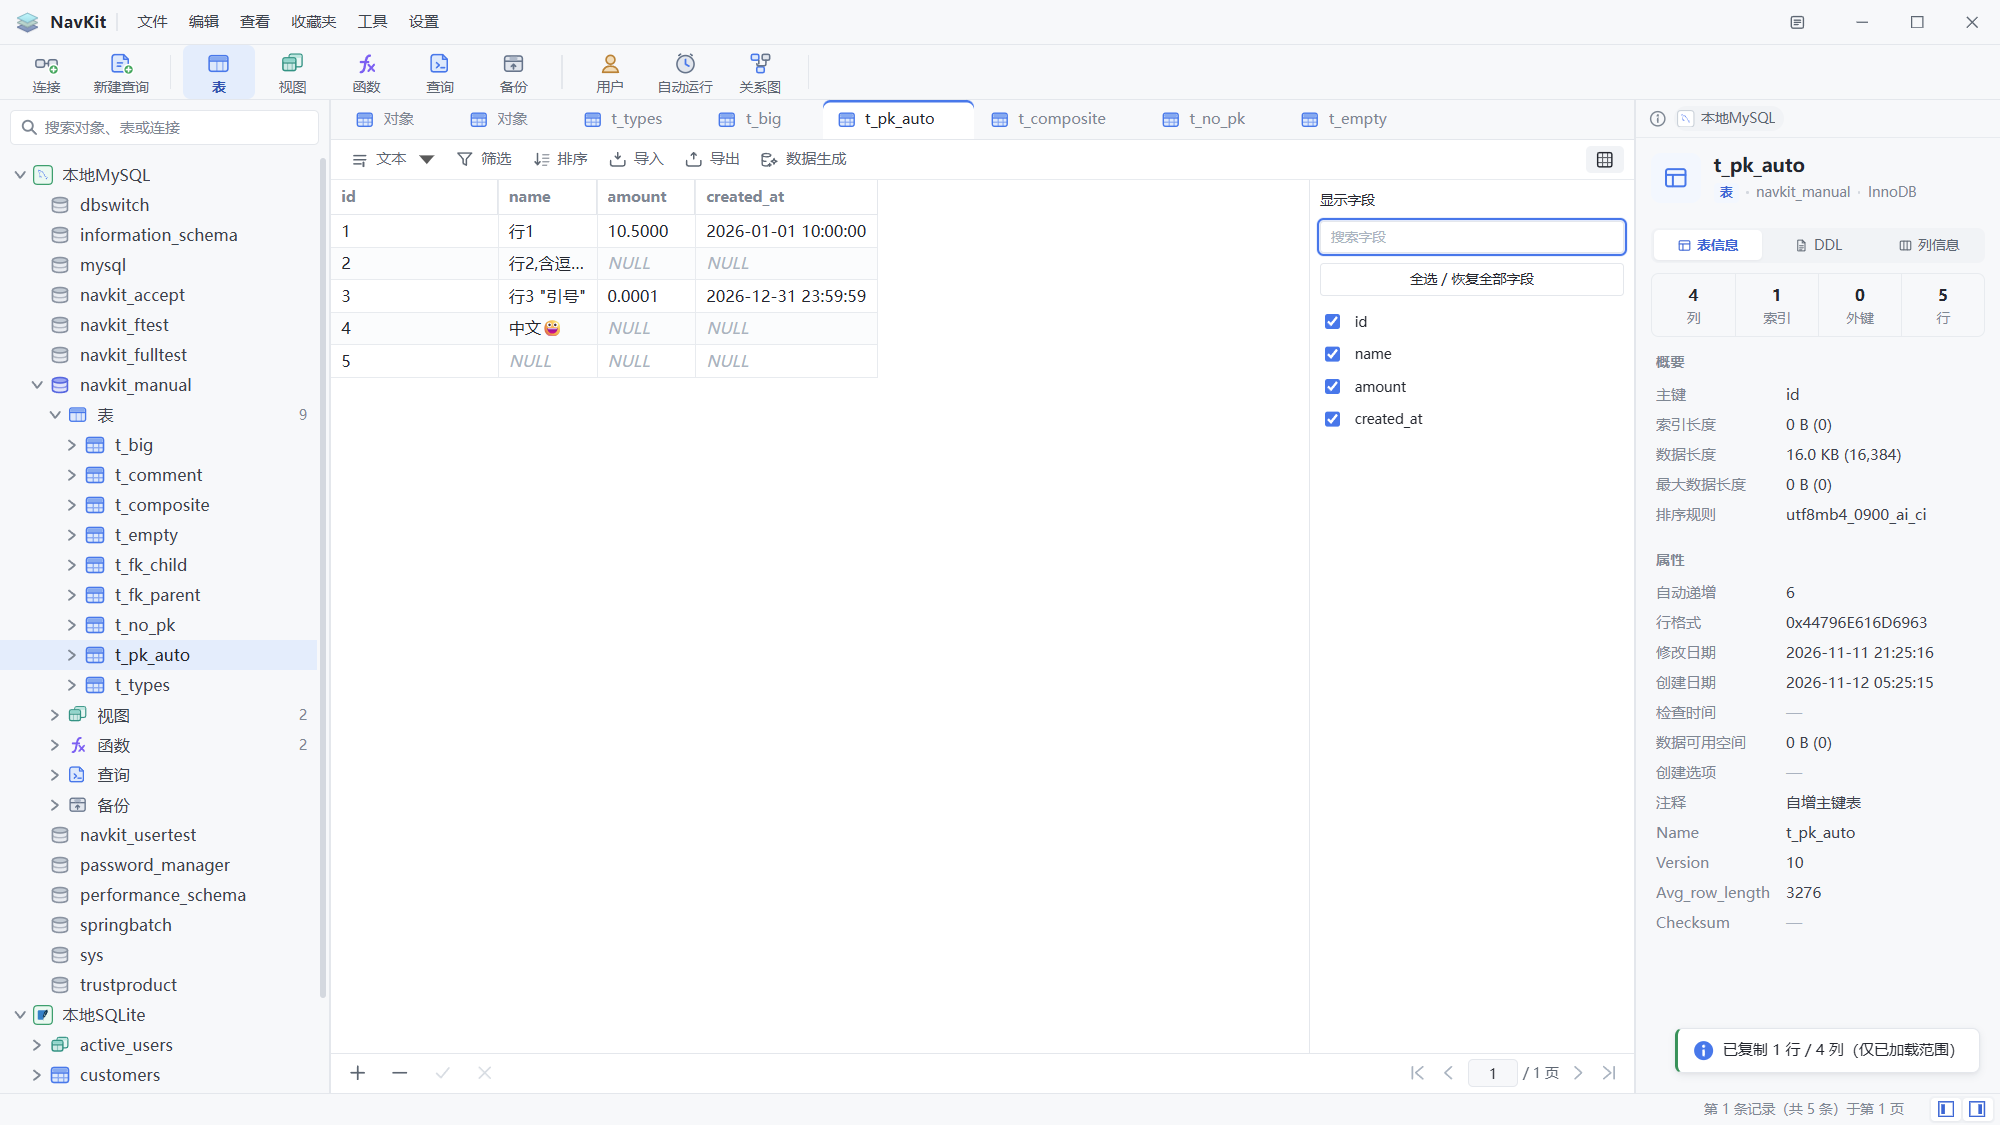 NavKit 文件 编辑 查看 收藏夹 工具 设置
连接 新建查询 表 视图 函数 查询 备份 用户 自动运行 关系图
搜索对象、表或连接
本地MySQL
dbswitch
information_schema
mysql
navkit_accept
navkit_ftest
navkit_fulltest
navkit_manual
表 9
t_big
t_comment
t_composite
t_empty
t_fk_child
t_fk_parent
t_no_pk
t_pk_auto
t_types
视图 2
函数 2
查询
备份
navkit_usertest
password_manager
performance_schema
springbatch
sys
trustproduct
本地SQLite
active_users
customers
对象 对象 t_types t_big t_pk_auto t_composite t_no_pk t_empty
文本 筛选 排序 导入 导出 数据生成
id name amount created_at
1 行1 10.5000 2026-01-01 10:00:00
2 行2,含逗... NULL NULL
3 行3 "引号" 0.0001 2026-12-31 23:59:59
4 中文😀 NULL NULL
5 NULL NULL NULL
显示字段
搜索字段
全选 / 恢复全部字段
id
name
amount
created_at
1 / 1 页
本地MySQL
t_pk_auto
表 · navkit_manual · InnoDB
表信息 DDL 列信息
4 1 0 5
列 索引 外键 行
概要
主键 id
索引长度 0 B (0)
数据长度 16.0 KB (16,384)
最大数据长度 0 B (0)
排序规则 utf8mb4_0900_ai_ci
属性
自动递增 6
行格式 0x44796E616D6963
修改日期 2026-11-11 21:25:16
创建日期 2026-11-12 05:25:15
检查时间 —
数据可用空间 0 B (0)
创建选项 —
注释 自增主键表
Name t_pk_auto
Version 10
Avg_row_length 3276
Checksum —
已复制 1 行 / 4 列（仅已加载范围）
第 1 条记录（共 5 条）于第 1 页